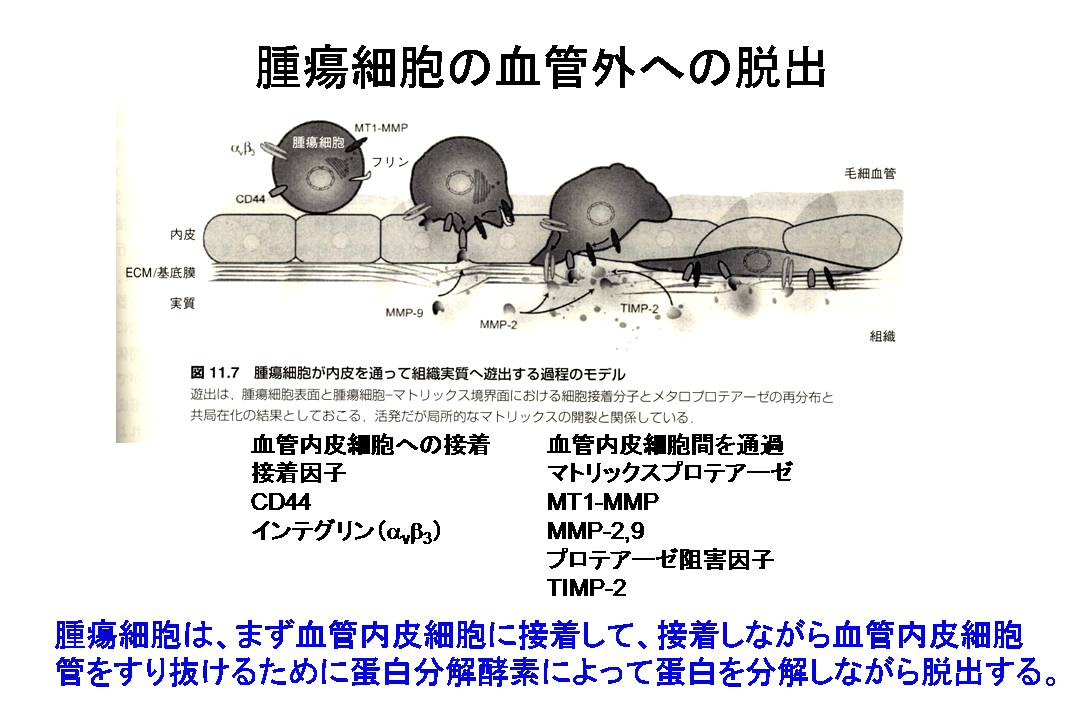 腫瘍細胞の血管外への脱出
MT1-MMP
腫瘍細胞
αvβ3
フリン
CD44
毛細血管
内皮
ECM/基底膜
実質
MMP-9
MMP-2
TIMP-2
組織
図 11.7 腫瘍細胞が内皮を通って組織実質へ遊出する過程のモデル
遊出は，腫瘍細胞表面と腫瘍細胞-マトリックス境界面における細胞接着分子とメタロプロテアーゼの再分布と
共局在化の結果としておこる．活発だが局所的なマトリックスの開裂と関係している．
血管内皮細胞への接着
接着因子
CD44
インテグリン（αvβ3）
血管内皮細胞間を通過
マトリックスプロテアーゼ
MT1-MMP
MMP-2,9
プロテアーゼ阻害因子
TIMP-2
腫瘍細胞は、まず血管内皮細胞に接着して、接着しながら血管内皮細胞
管をすり抜けるために蛋白分解酵素によって蛋白を分解しながら脱出する。